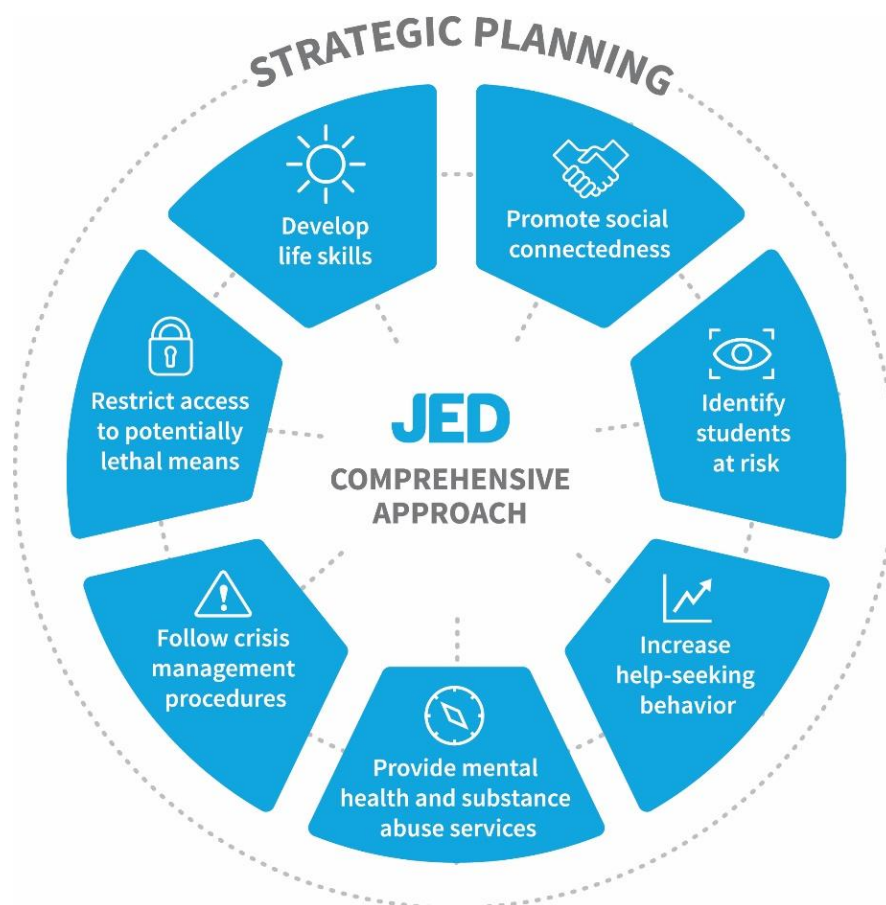 STRATEGIC PLANNING
Develop
life skills
Promote social
connectedness
Identify
students
at risk
Increase
help-seeking
behavior
Provide mental
health and substance
abuse services
Follow crisis
management
procedures
Restrict access
to potentially
lethal means
JED
COMPREHENSIVE
APPROACH